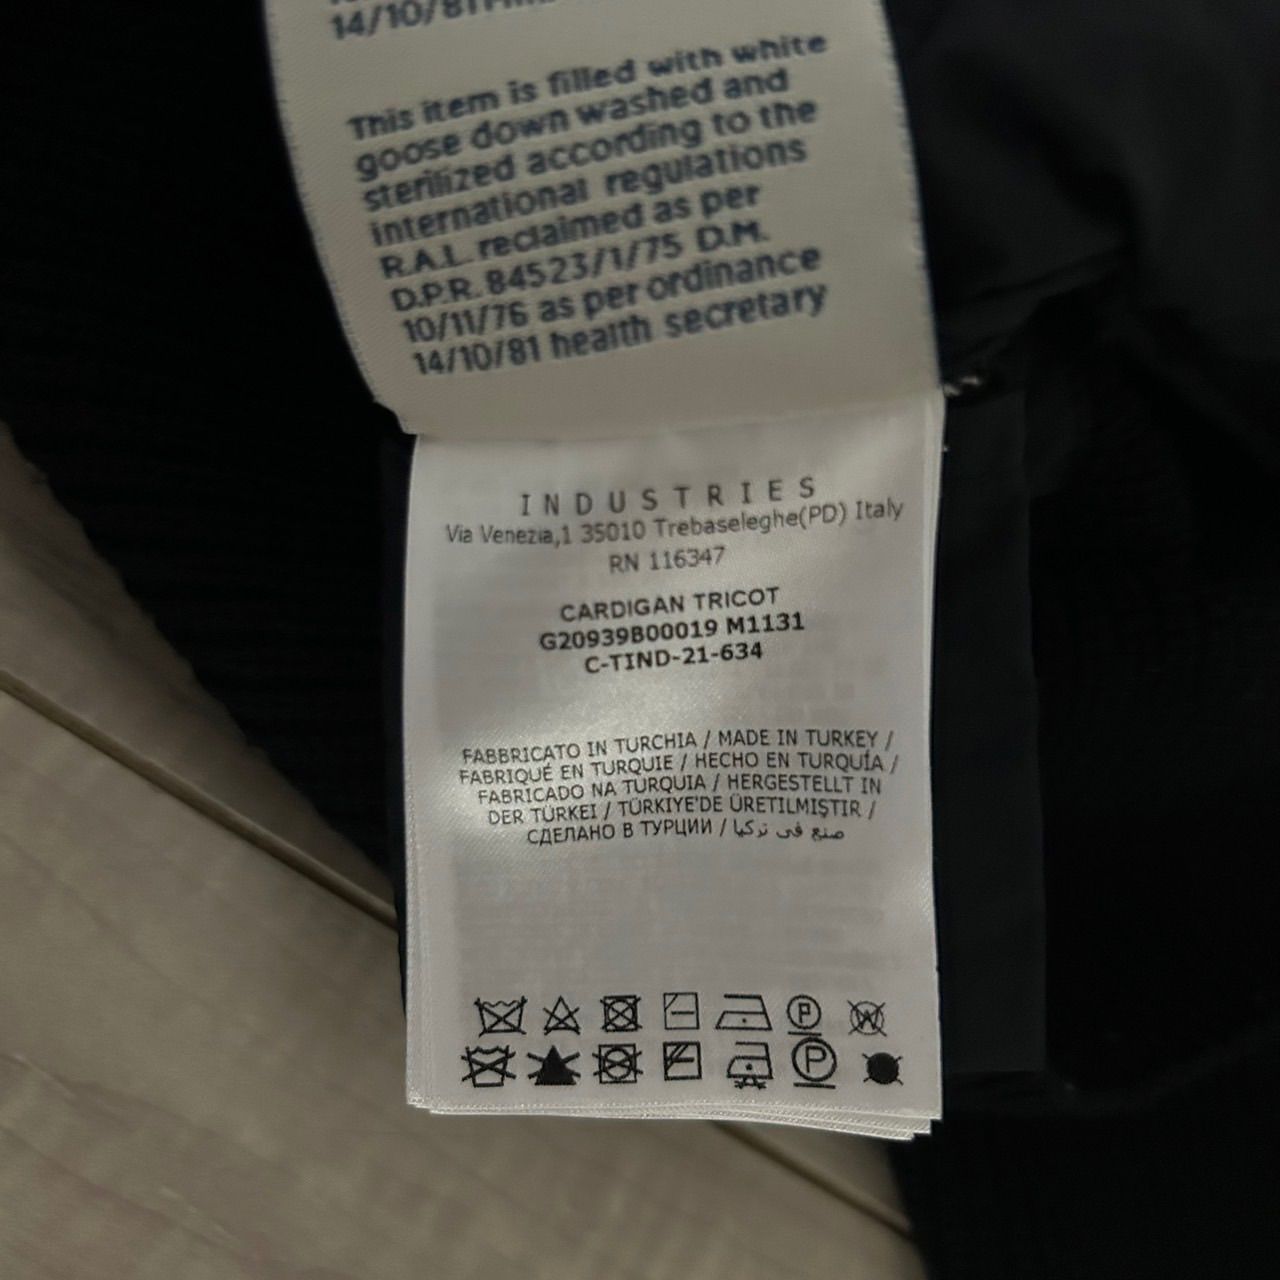 14/10/81
This item is filled with white
goose down washed and
sterilized according to the
international regulations
R.A.L. reclaimed as per
D.P.R. 84523/1/75 D.M.
10/11/76 as per ordinance
14/10/81 health secretary
INDUSTRIES
Via Venezia,1 35010 Trebaseleghe(PD) Italy
RN 116347
CARDIGAN TRICOT
G20939B00019 M1131
C-TIND-21-634
FABBRICATO IN TURCHIA / MADE IN TURKEY /
FABRIQUÉ EN TURQUIE / HECHO EN TURQUÍA /
FABRICADO NA TURQUIA / HERGESTELLT IN
DER TÜRKEI / TÜRKIYE'DE ÜRETILMIŞTIR /
СДЕЛАНО В ТУРЦИИ / صنع في تركيا
P W
P